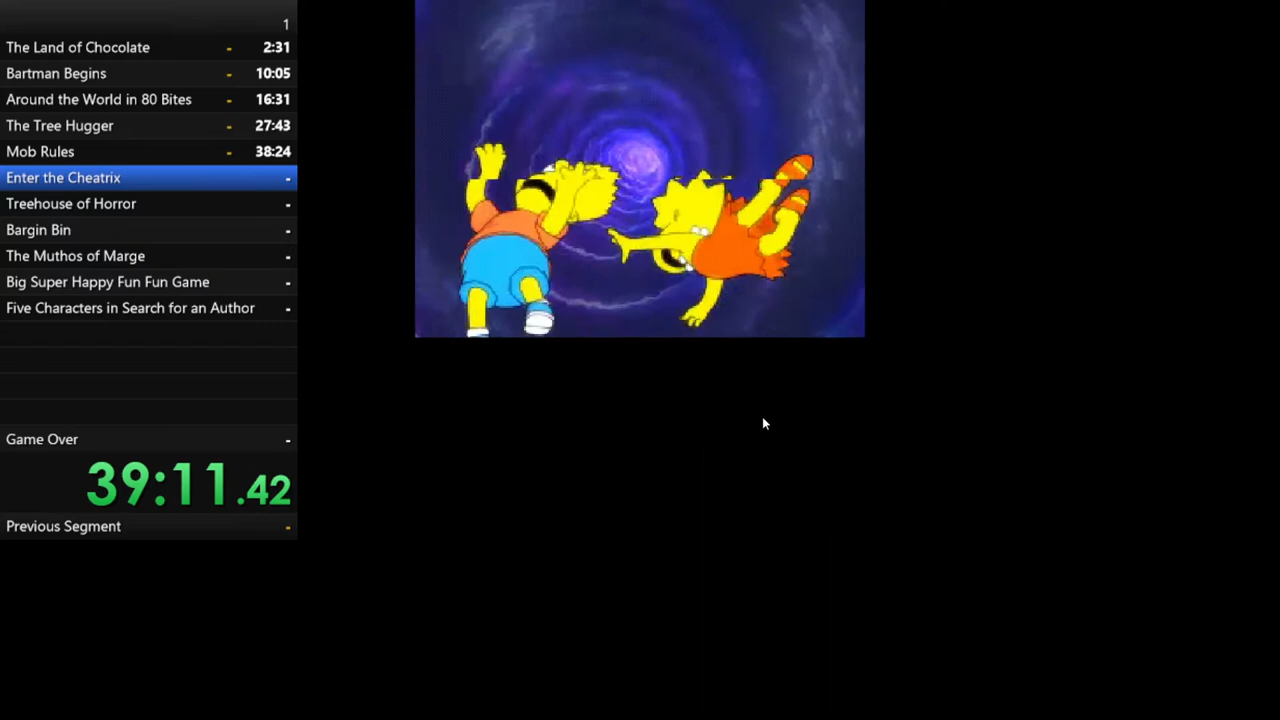 1
The Land of Chocolate - 2:31
Bartman Begins - 10:05
Around the World in 80 Bites - 16:31
The Tree Hugger - 27:43
Mob Rules - 38:24
Enter the Cheatrix -
Treehouse of Horror -
Bargin Bin -
The Muthos of Marge -
Big Super Happy Fun Fun Game -
Five Characters in Search for an Author -
Game Over -
39:11.42
Previous Segment -